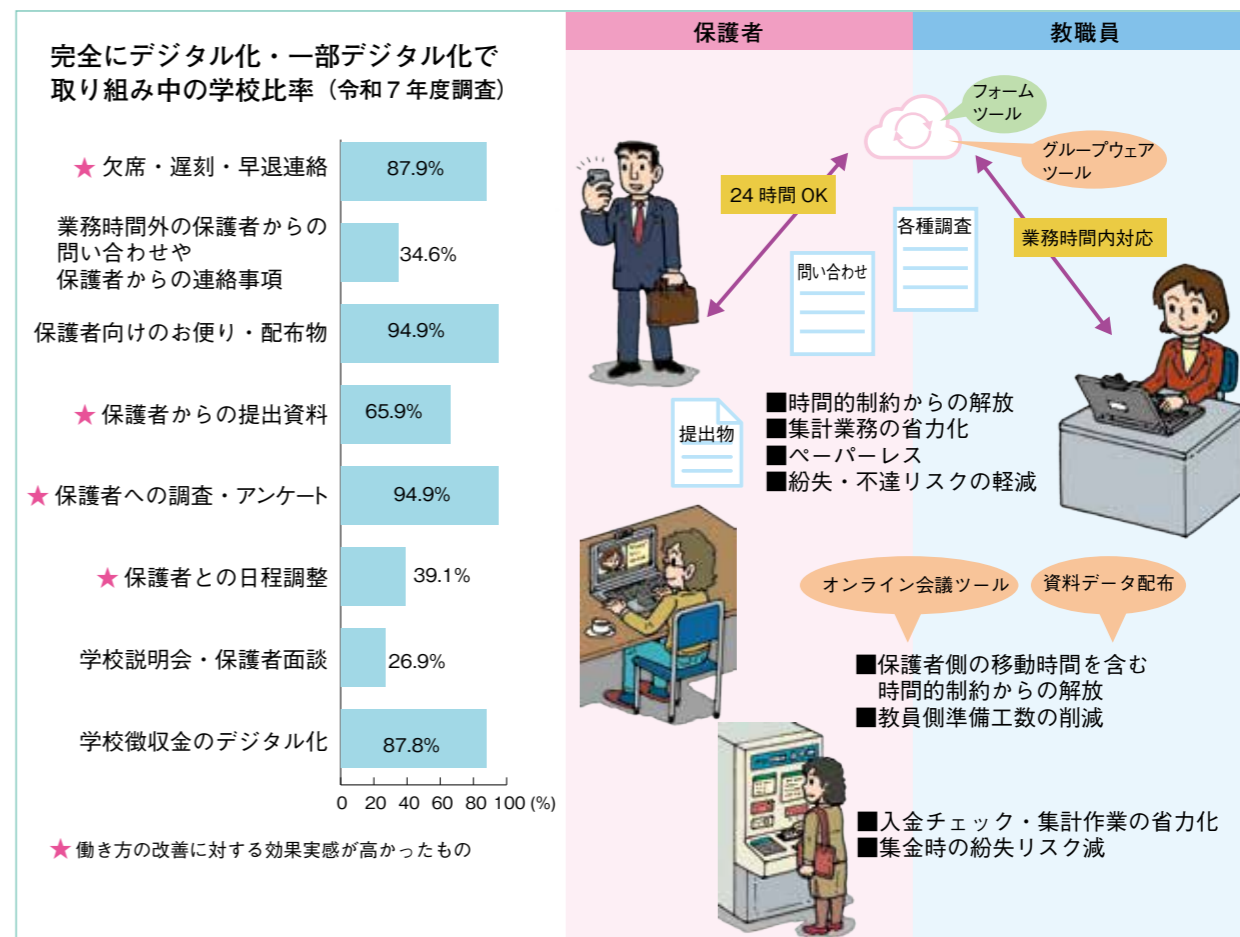 完全にデジタル化・一部デジタル化で
取り組み中の学校比率（令和７年度調査）
★ 欠席・遅刻・早退連絡
87.9%
業務時間外の保護者からの
問い合わせや
保護者からの連絡事項
34.6%
保護者向けのお便り・配布物
94.9%
★ 保護者からの提出資料
65.9%
★ 保護者への調査・アンケート
94.9%
★ 保護者との日程調整
39.1%
学校説明会・保護者面談
26.9%
学校徴収金のデジタル化
87.8%
0 20 40 60 80 100 (%)
★ 働き方の改善に対する効果実感が高かったもの
保護者
教職員
フォーム
ツール
グループウェア
ツール
24 時間 OK
業務時間内対応
各種調査
問い合わせ
提出物
■時間的制約からの解放
■集計業務の省力化
■ペーパーレス
■紛失・不達リスクの軽減
オンライン会議ツール
資料データ配布
■保護者側の移動時間を含む
時間的制約からの解放
■教員側準備工数の削減
■入金チェック・集計作業の省力化
■集金時の紛失リスク減